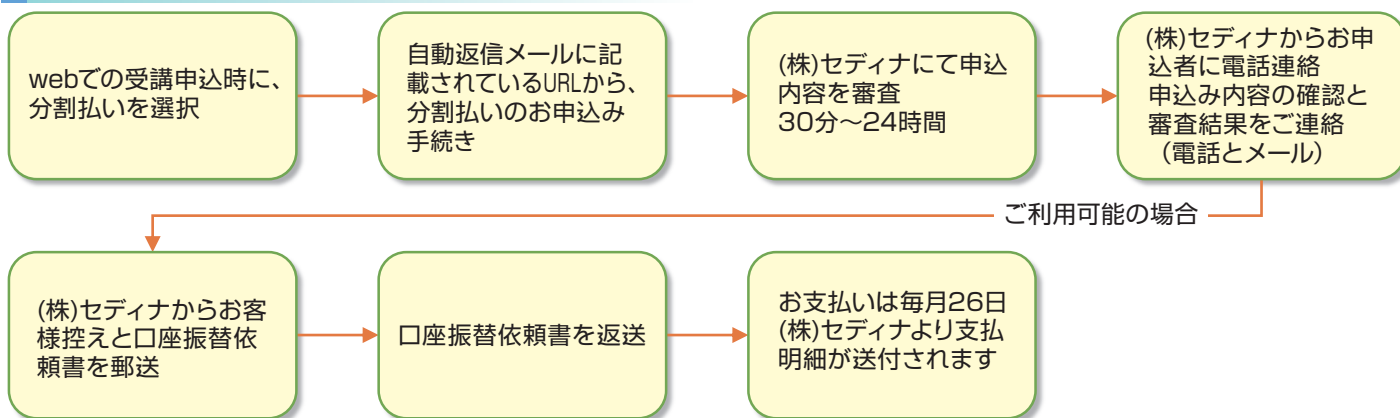 webでの受講申込時に、
分割払いを選択
自動返信メールに記
載されているURLから、
分割払いのお申込み
手続き
(株)セディナにて申込
内容を審査
30分〜24時間
(株)セディナからお申
込者に電話連絡
申込み内容の確認と
審査結果をご連絡
（電話とメール）
ご利用可能の場合
(株)セディナからお客
様控えと口座振替依
頼書を郵送
口座振替依頼書を返送
お支払いは毎月26日
(株)セディナより支払
明細が送付されます